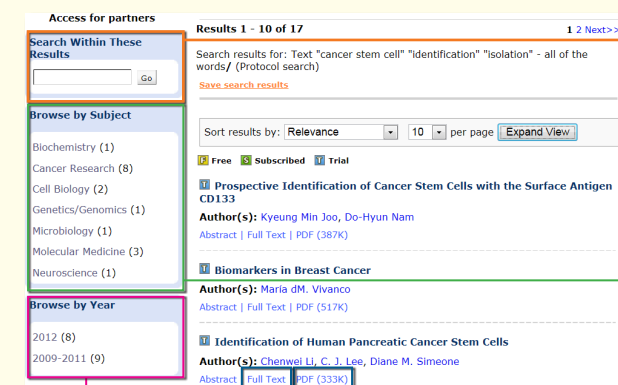 Access for partners
Search Within These
Results
Go
Browse by Subject
Biochemistry (1)
Cancer Research (8)
Cell Biology (2)
Genetics/Genomics (1)
Microbiology (1)
Molecular Medicine (3)
Neuroscience (1)
Browse by Year
2012 (8)
2009-2011 (9)
Results 1 - 10 of 17
1 2 Next>>
Search results for: Text "cancer stem cell" "identification" "isolation" - all of the
words/ (Protocol search)
Save search results
Sort results by: Relevance 10 per page Expand View
F Free S Subscribed T Trial
T Prospective Identification of Cancer Stem Cells with the Surface Antigen
CD133
Author(s): Kyeung Min Joo, Do-Hyun Nam
Abstract | Full Text | PDF (387K)
T Biomarkers in Breast Cancer
Author(s): Maria dM. Vivanco
Abstract | Full Text | PDF (517K)
T Identification of Human Pancreatic Cancer Stem Cells
Author(s): Chenwei Li, C. J. Lee, Diane M. Simeone
Abstract Full Text PDF (333K)